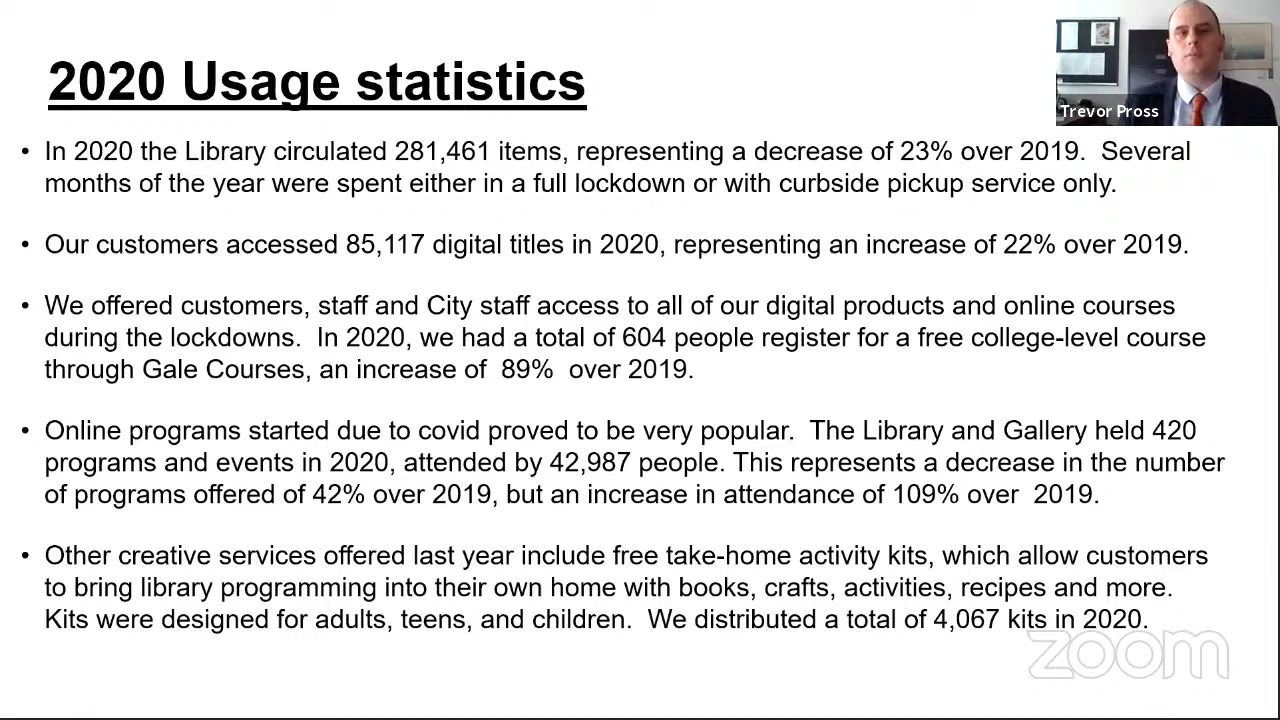 2020 Usage statistics
Trevor Pross
• In 2020 the Library circulated 281,461 items, representing a decrease of 23% over 2019.  Several
months of the year were spent either in a full lockdown or with curbside pickup service only.
• Our customers accessed 85,117 digital titles in 2020, representing an increase of 22% over 2019.
• We offered customers, staff and City staff access to all of our digital products and online courses
during the lockdowns.  In 2020, we had a total of 604 people register for a free college-level course
through Gale Courses, an increase of  89%  over 2019.
• Online programs started due to covid proved to be very popular.  The Library and Gallery held 420
programs and events in 2020, attended by 42,987 people. This represents a decrease in the number
of programs offered of 42% over 2019, but an increase in attendance of 109% over  2019.
• Other creative services offered last year include free take-home activity kits, which allow customers
to bring library programming into their own home with books, crafts, activities, recipes and more.
Kits were designed for adults, teens, and children.  We distributed a total of 4,067 kits in 2020.
zoom